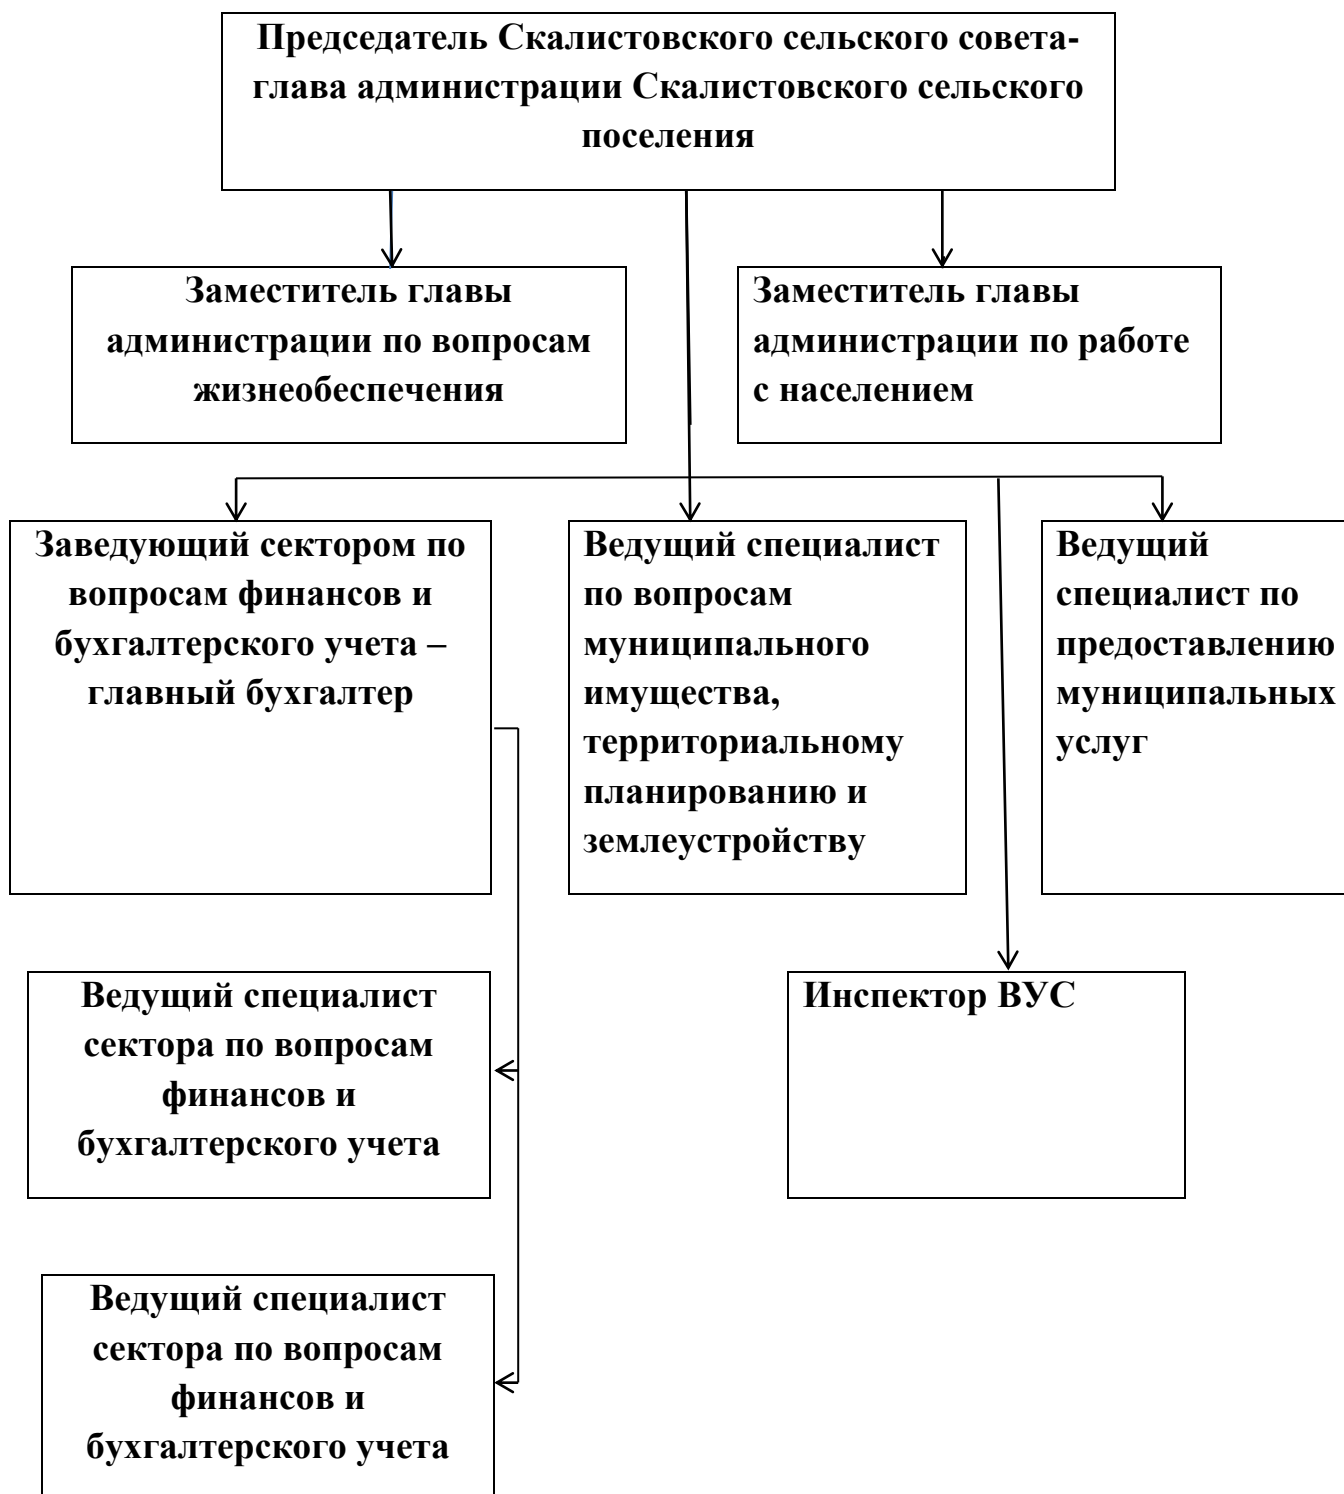 Председатель Скалистовского сельского совета-
глава администрации Скалистовского сельского
поселения
Заместитель главы
администрации по вопросам
жизнеобеспечения
Заместитель главы
администрации по работе
с населением
Заведующий сектором по
вопросам финансов и
бухгалтерского учета –
главный бухгалтер
Ведущий специалист
по вопросам
муниципального
имущества,
территориальному
планированию и
землеустройству
Ведущий
специалист по
предоставлению
муниципальных
услуг
Ведущий специалист
сектора по вопросам
финансов и
бухгалтерского учета
Инспектор ВУС
Ведущий специалист
сектора по вопросам
финансов и
бухгалтерского учета